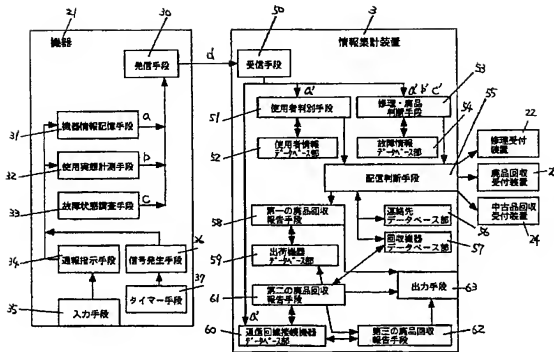 21
機器
30
発信手段
d
31
機器情報記憶手段
a
32
使用実態計測手段
b
33
故障状態調査手段
c
34
通報指示手段
信号発生手段
36
35
入力手段
タイマー手段
37
3
情報集計装置
50
受信手段
a'
a' b' c'
51
使用者判別手段
修理・廃品
判断手段
53
52
使用者情報
データベース部
故障情報
データベース部
54
55
配信判断手段
22
修理受付
装置
廃品回収
受付装置
中古品回収
受付装置
24
58
第一の廃品回収
報告手段
連絡先
データベース部
56
59
出荷機器
データベース部
回収機器
データベース部
57
61
第二の廃品回収
報告手段
出力手段
63
a'
60
通信回線接続機器
データベース部
第三の廃品回収
報告手段
62